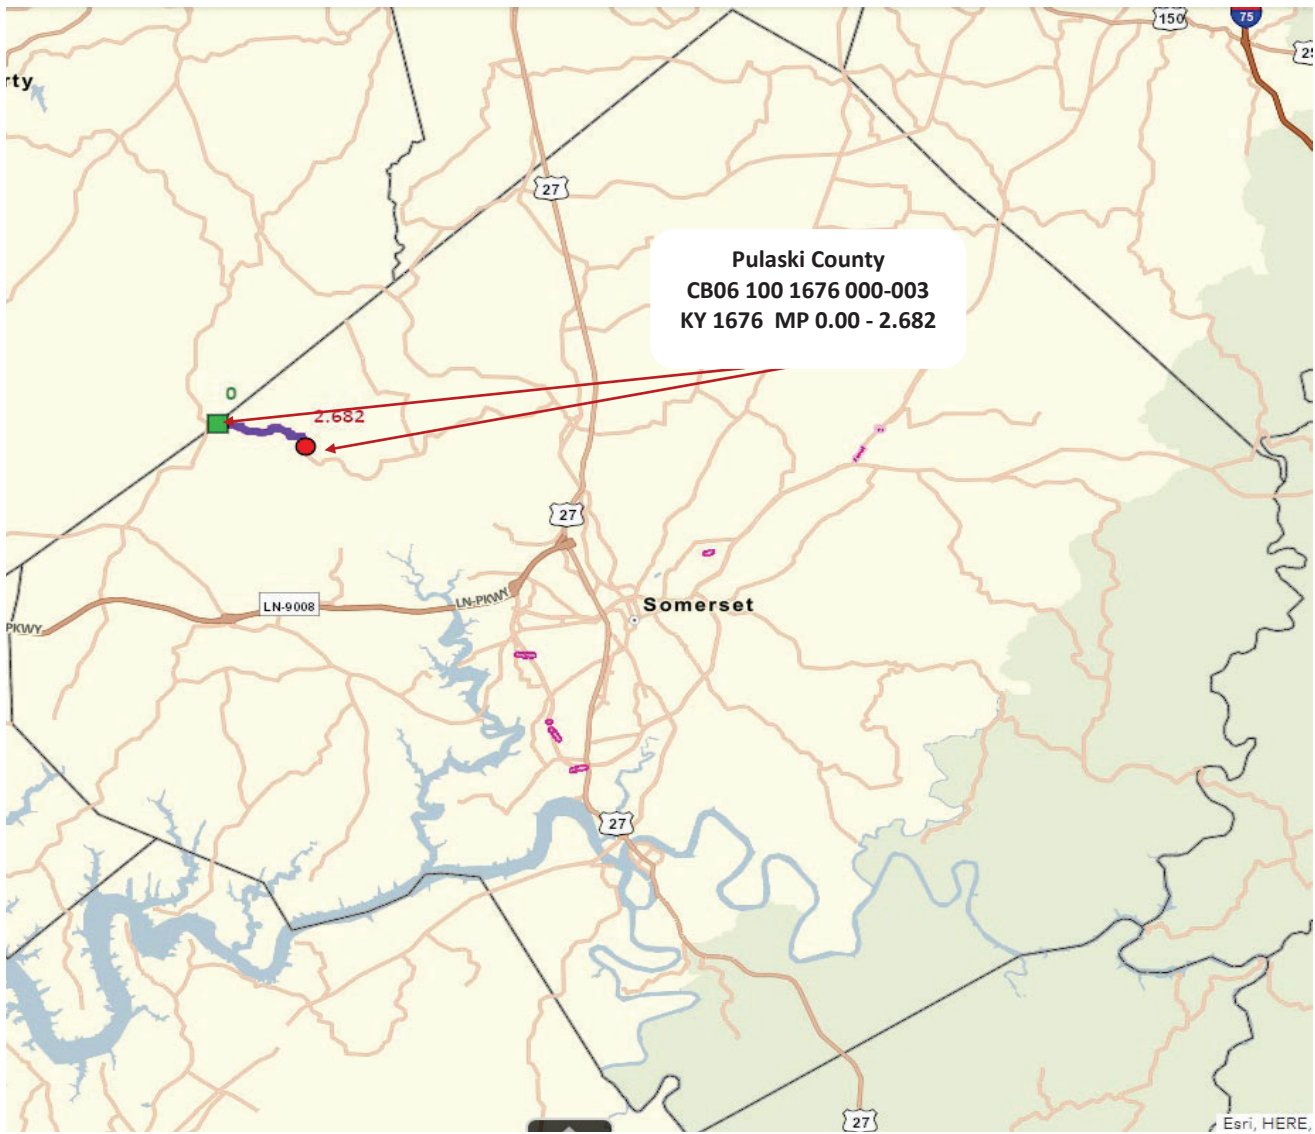 150
75
25
rty
27
Pulaski County
CB06 100 1676 000-003
KY 1676 MP 0.00 - 2.682
0
2.682
27
LN-9008
LN-PKWY
PKWY
Somerset
27
27
Esri, HERE,